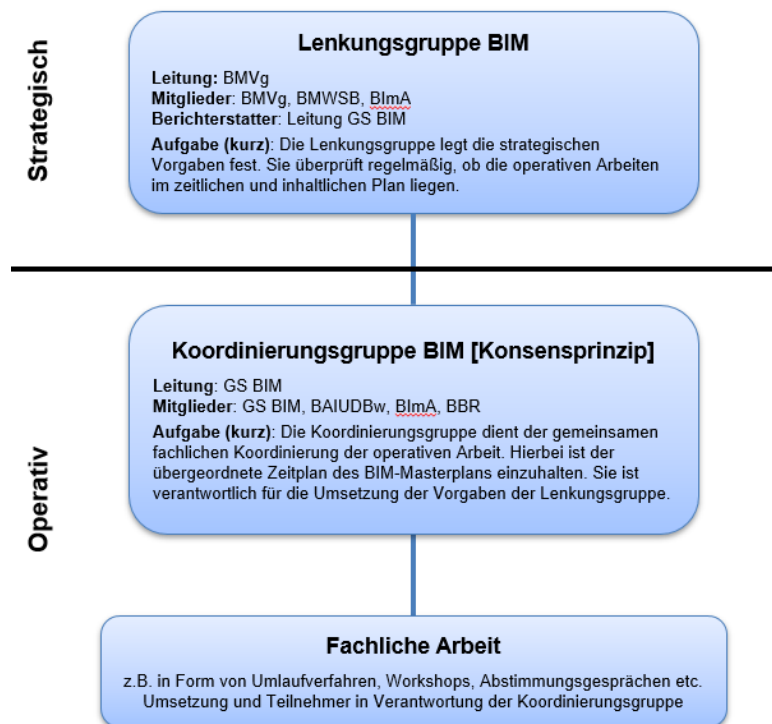 Strategisch
Lenkungsgruppe BIM
Leitung: BMVg
Mitglieder: BMVg, BMWSB, BImA
Berichterstatter: Leitung GS BIM
Aufgabe (kurz): Die Lenkungsgruppe legt die strategischen
Vorgaben fest. Sie überprüft regelmäßig, ob die operativen Arbeiten
im zeitlichen und inhaltlichen Plan liegen.
Operativ
Koordinierungsgruppe BIM [Konsensprinzip]
Leitung: GS BIM
Mitglieder: GS BIM, BAIUDBw, BImA, BBR
Aufgabe (kurz): Die Koordinierungsgruppe dient der gemeinsamen
fachlichen Koordinierung der operativen Arbeit. Hierbei ist der
übergeordnete Zeitplan des BIM-Masterplans einzuhalten. Sie ist
verantwortlich für die Umsetzung der Vorgaben der Lenkungsgruppe.
Fachliche Arbeit
z.B. in Form von Umlaufverfahren, Workshops, Abstimmungsgesprächen etc.
Umsetzung und Teilnehmer in Verantwortung der Koordinierungsgruppe